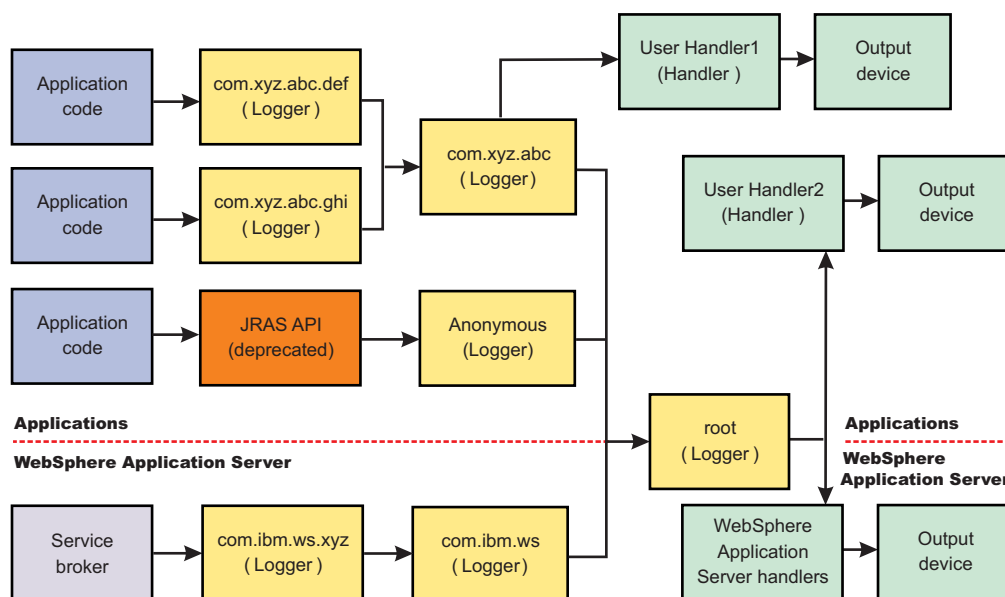 Application
code
com.xyz.abc.def
( Logger )
User Handler1
(Handler )
Output
device
com.xyz.abc
( Logger )
Application
code
com.xyz.abc.ghi
( Logger )
User Handler2
(Handler )
Output
device
Application
code
JRAS API
(deprecated)
Anonymous
(Logger)
Applications
WebSphere Application Server
root
( Logger )
Applications
WebSphere
Application Server
Service
broker
com.ibm.ws.xyz
( Logger )
com.ibm.ws
( Logger )
WebSphere
Application
Server handlers
Output
device